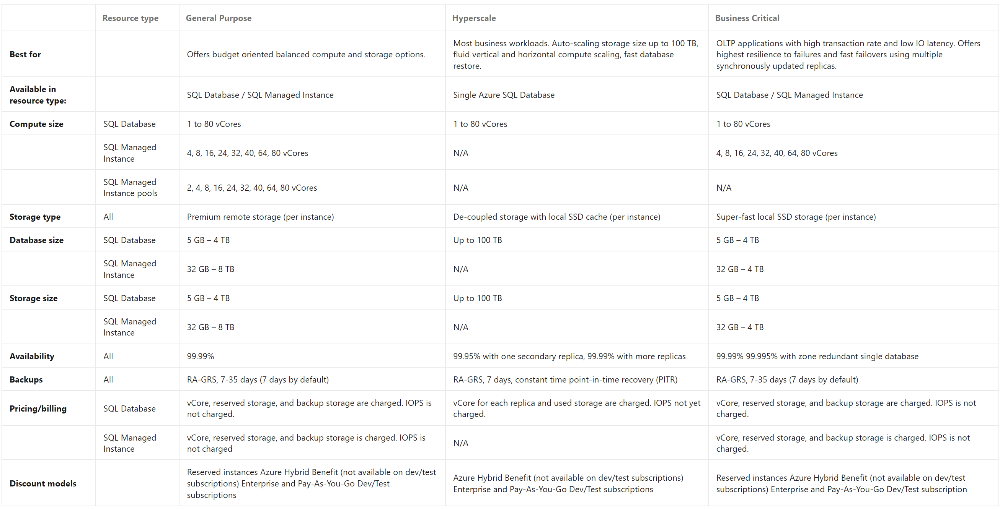 Resource type General Purpose Hyperscale Business Critical
Best for
Offers budget oriented balanced compute and storage options.
Most business workloads. Auto-scaling storage size up to 100 TB,
fluid vertical and horizontal compute scaling, fast database
restore.
OLTP applications with high transaction rate and low IO latency. Offers
highest resilience to failures and fast failovers using multiple
synchronously updated replicas.
Available in
resource type:
SQL Database / SQL Managed Instance
Single Azure SQL Database
SQL Database / SQL Managed Instance
Compute size
SQL Database
1 to 80 vCores
1 to 80 vCores
1 to 80 vCores
SQL Managed
Instance
4, 8, 16, 24, 32, 40, 64, 80 vCores
N/A
4, 8, 16, 24, 32, 40, 64, 80 vCores
SQL Managed
Instance pools
2, 4, 8, 16, 24, 32, 40, 64, 80 vCores
N/A
N/A
Storage type
All
Premium remote storage (per instance)
De-coupled storage with local SSD cache (per instance)
Super-fast local SSD storage (per instance)
Database size
SQL Database
5 GB – 4 TB
Up to 100 TB
5 GB – 4 TB
SQL Managed
Instance
32 GB – 8 TB
N/A
32 GB – 4 TB
Storage size
SQL Database
5 GB – 4 TB
Up to 100 TB
5 GB – 4 TB
SQL Managed
Instance
32 GB – 8 TB
N/A
32 GB – 4 TB
Availability
All
99.99%
99.95% with one secondary replica, 99.99% with more replicas
99.99% 99.995% with zone redundant single database
Backups
All
RA-GRS, 7-35 days (7 days by default)
RA-GRS, 7 days, constant time point-in-time recovery (PITR)
RA-GRS, 7-35 days (7 days by default)
Pricing/billing
SQL Database
vCore, reserved storage, and backup storage are charged. IOPS is
not charged.
vCore for each replica and used storage are charged. IOPS not yet
charged.
vCore, reserved storage, and backup storage are charged. IOPS is not
charged.
SQL Managed
Instance
vCore, reserved storage, and backup storage is charged. IOPS is
not charged
N/A
vCore, reserved storage, and backup storage is charged. IOPS is not
charged.
Discount models
Reserved instances Azure Hybrid Benefit (not available on dev/test
subscriptions) Enterprise and Pay-As-You-Go Dev/Test
subscriptions
Azure Hybrid Benefit (not available on dev/test subscriptions)
Enterprise and Pay-As-You-Go Dev/Test subscriptions
Reserved instances Azure Hybrid Benefit (not available on dev/test
subscriptions) Enterprise and Pay-As-You-Go Dev/Test subscription